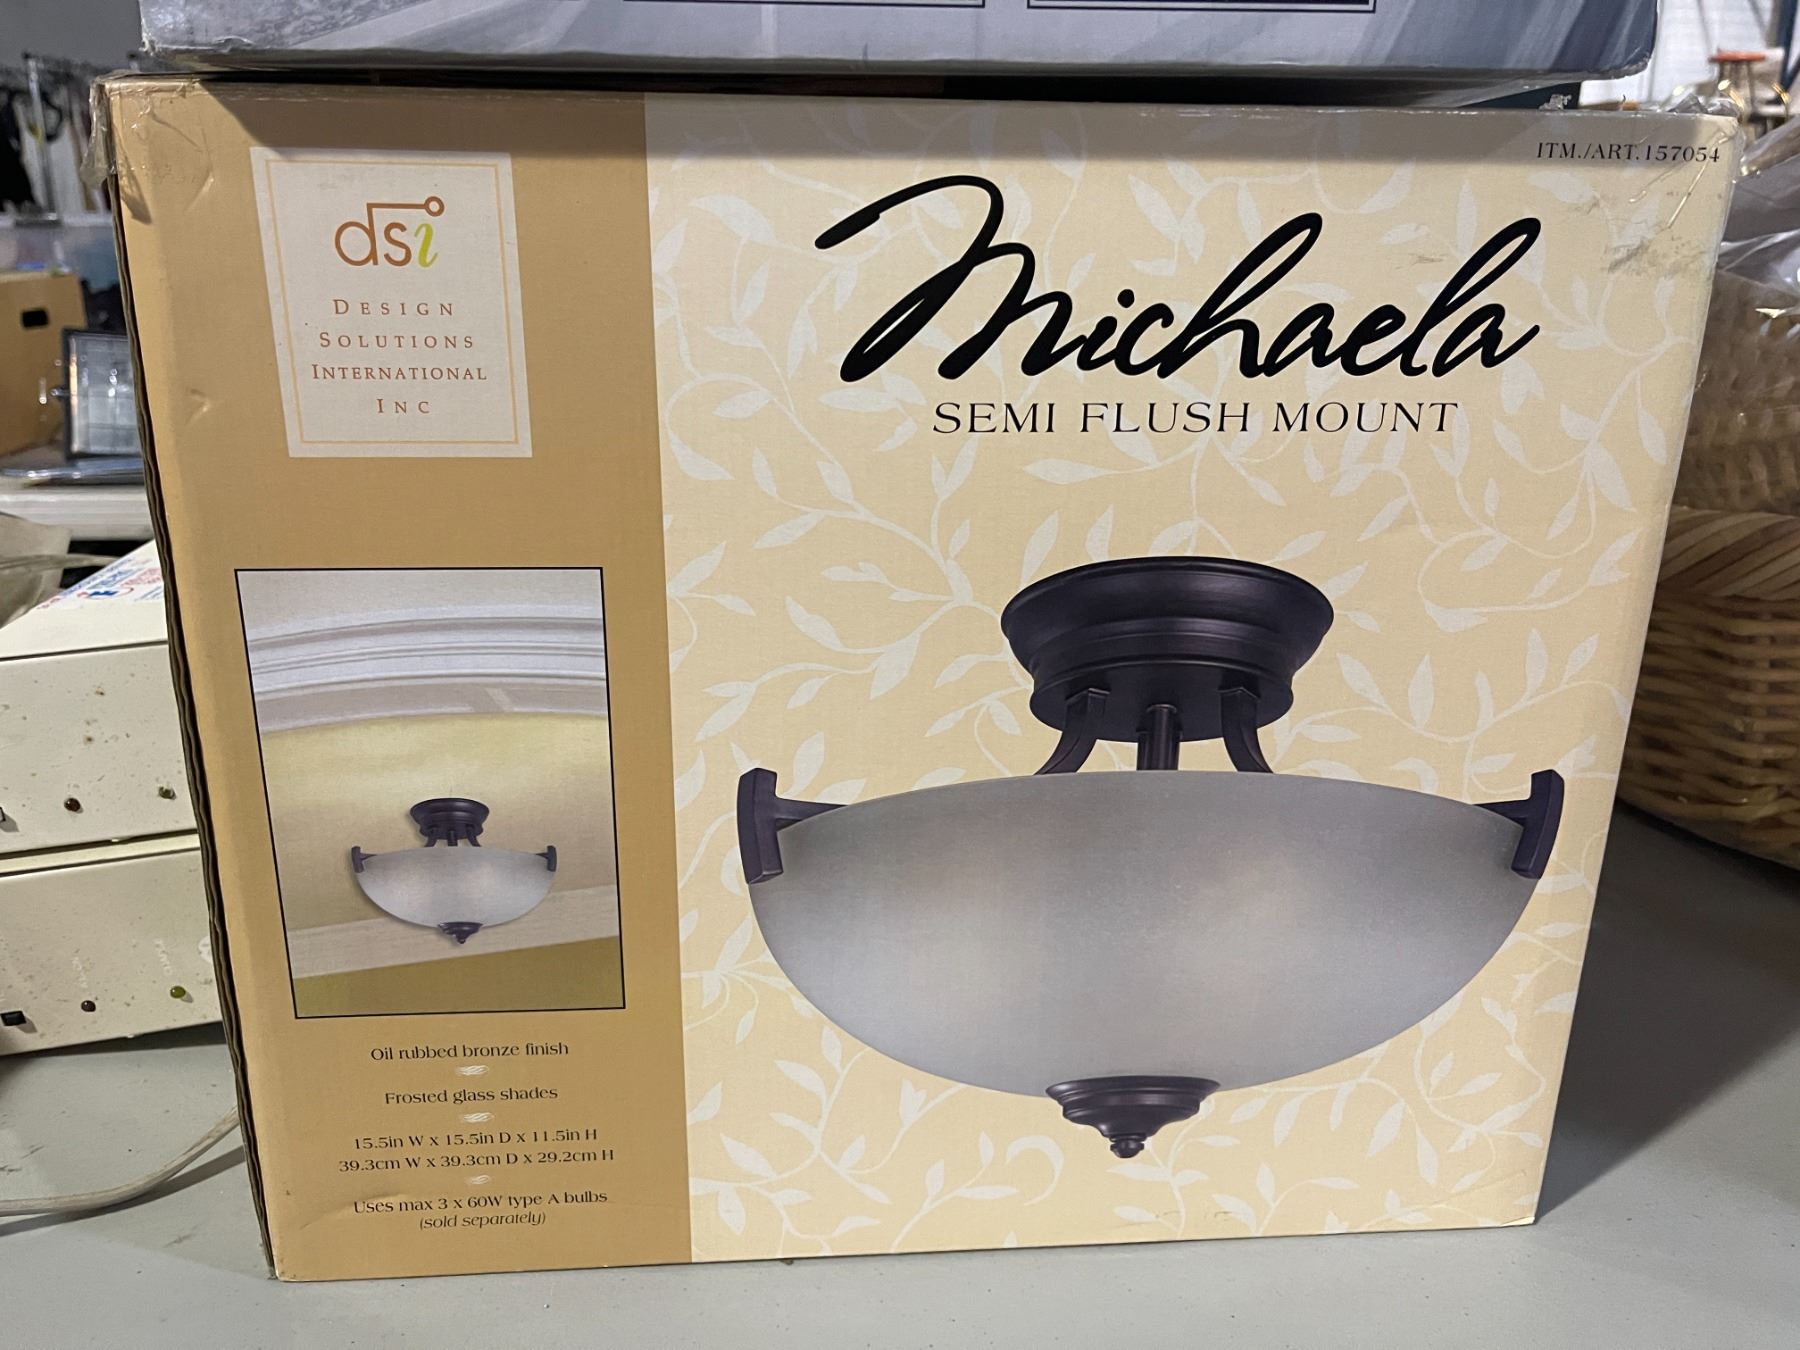 dsi
DESIGN
SOLUTIONS
INTERNATIONAL
INC
ITM./ART. 157054
Michaela
SEMI FLUSH MOUNT
Oil rubbed bronze finish
Frosted glass shades
15.5in W x 15.5in D x 11.5in H
39.3cm W x 39.3cm D x 29.2cm H
Uses max 3 x 60W type A bulbs
(sold separately)